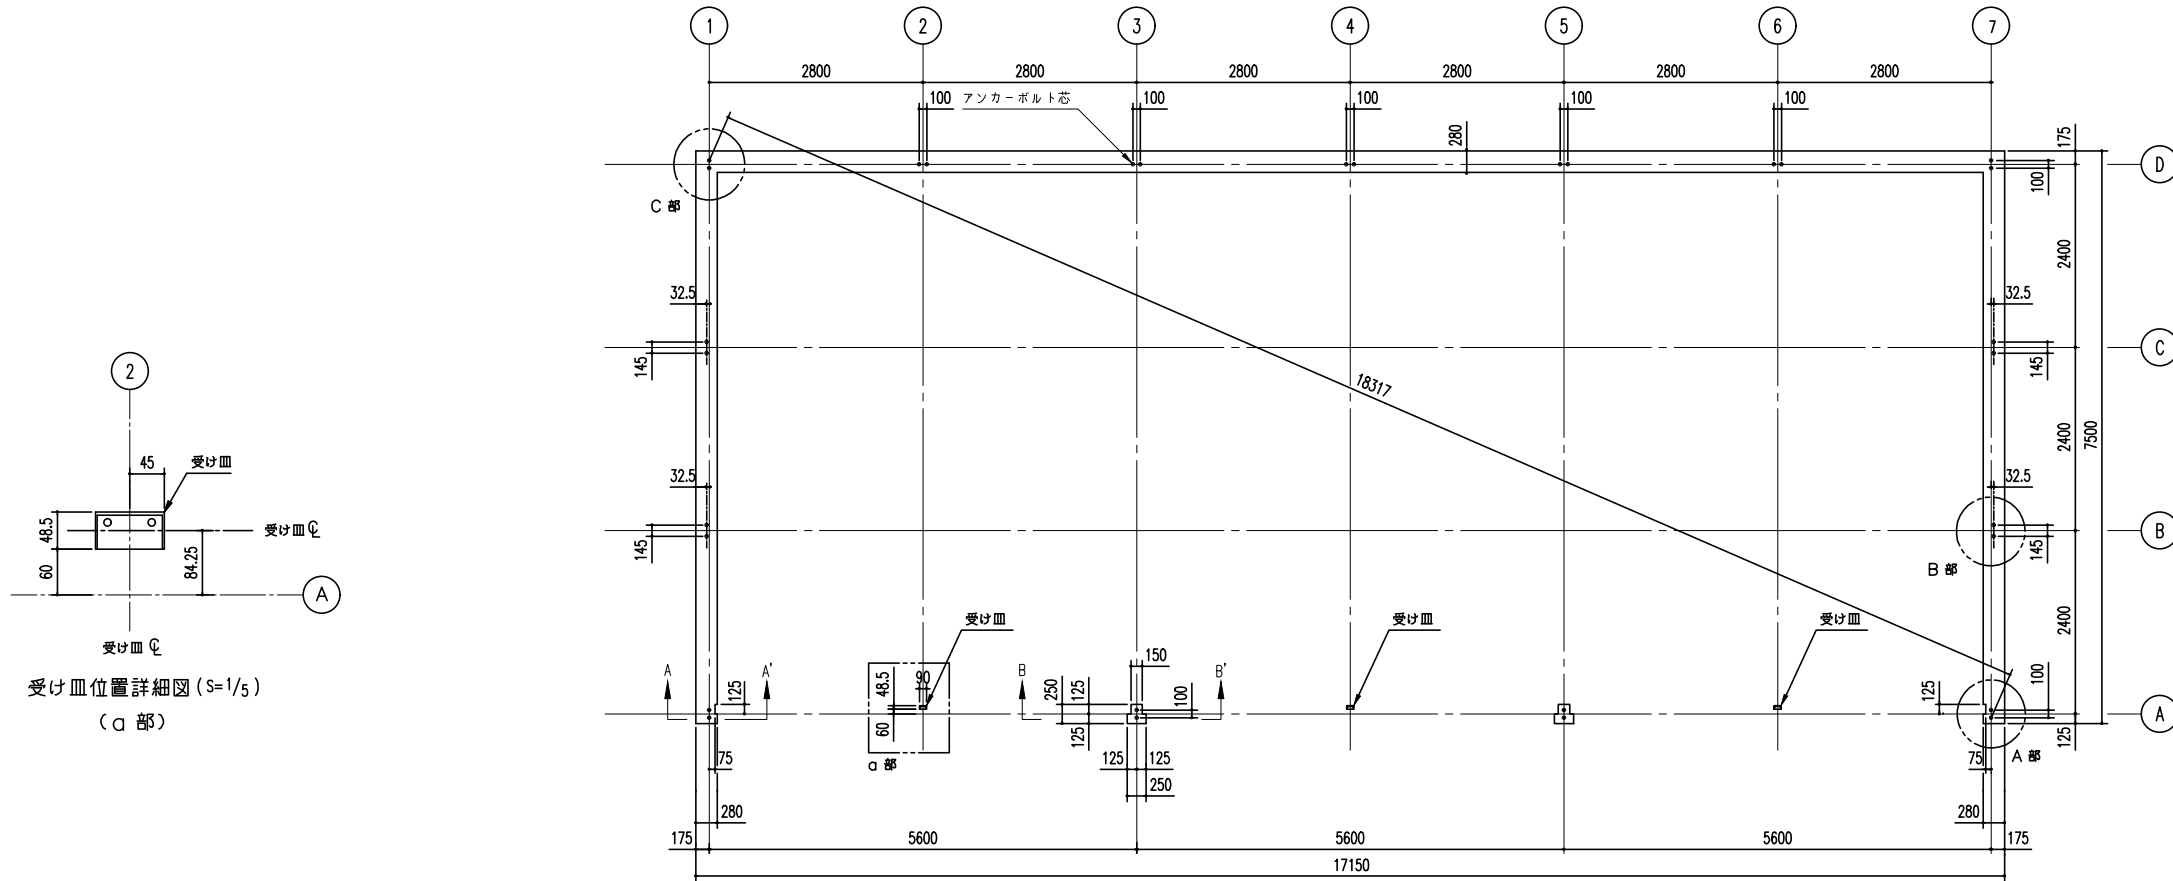 1 2 3 4 5 6 7
2800 2800 2800 2800 2800 2800
100 アンカーボルト芯 100 100 100 100
280 175
D
100
C 部
2400
32.5 32.5
145 C 145
18317
2400 7500
32.5 32.5
145 B 145
B 部
2400
受け皿 受け皿 受け皿
A A' B B'
125 48.5 90 250 125 150 100 125 100
60 125 A 125
75 a 部 125 125 75 A 部
250
280 280
175 5600 5600 5600 175
17150
2
45 受け皿
48.5 受け皿 ℄
60 84.25
A
受け皿 ℄
受け皿位置詳細図 (S=1/5)
(a 部)